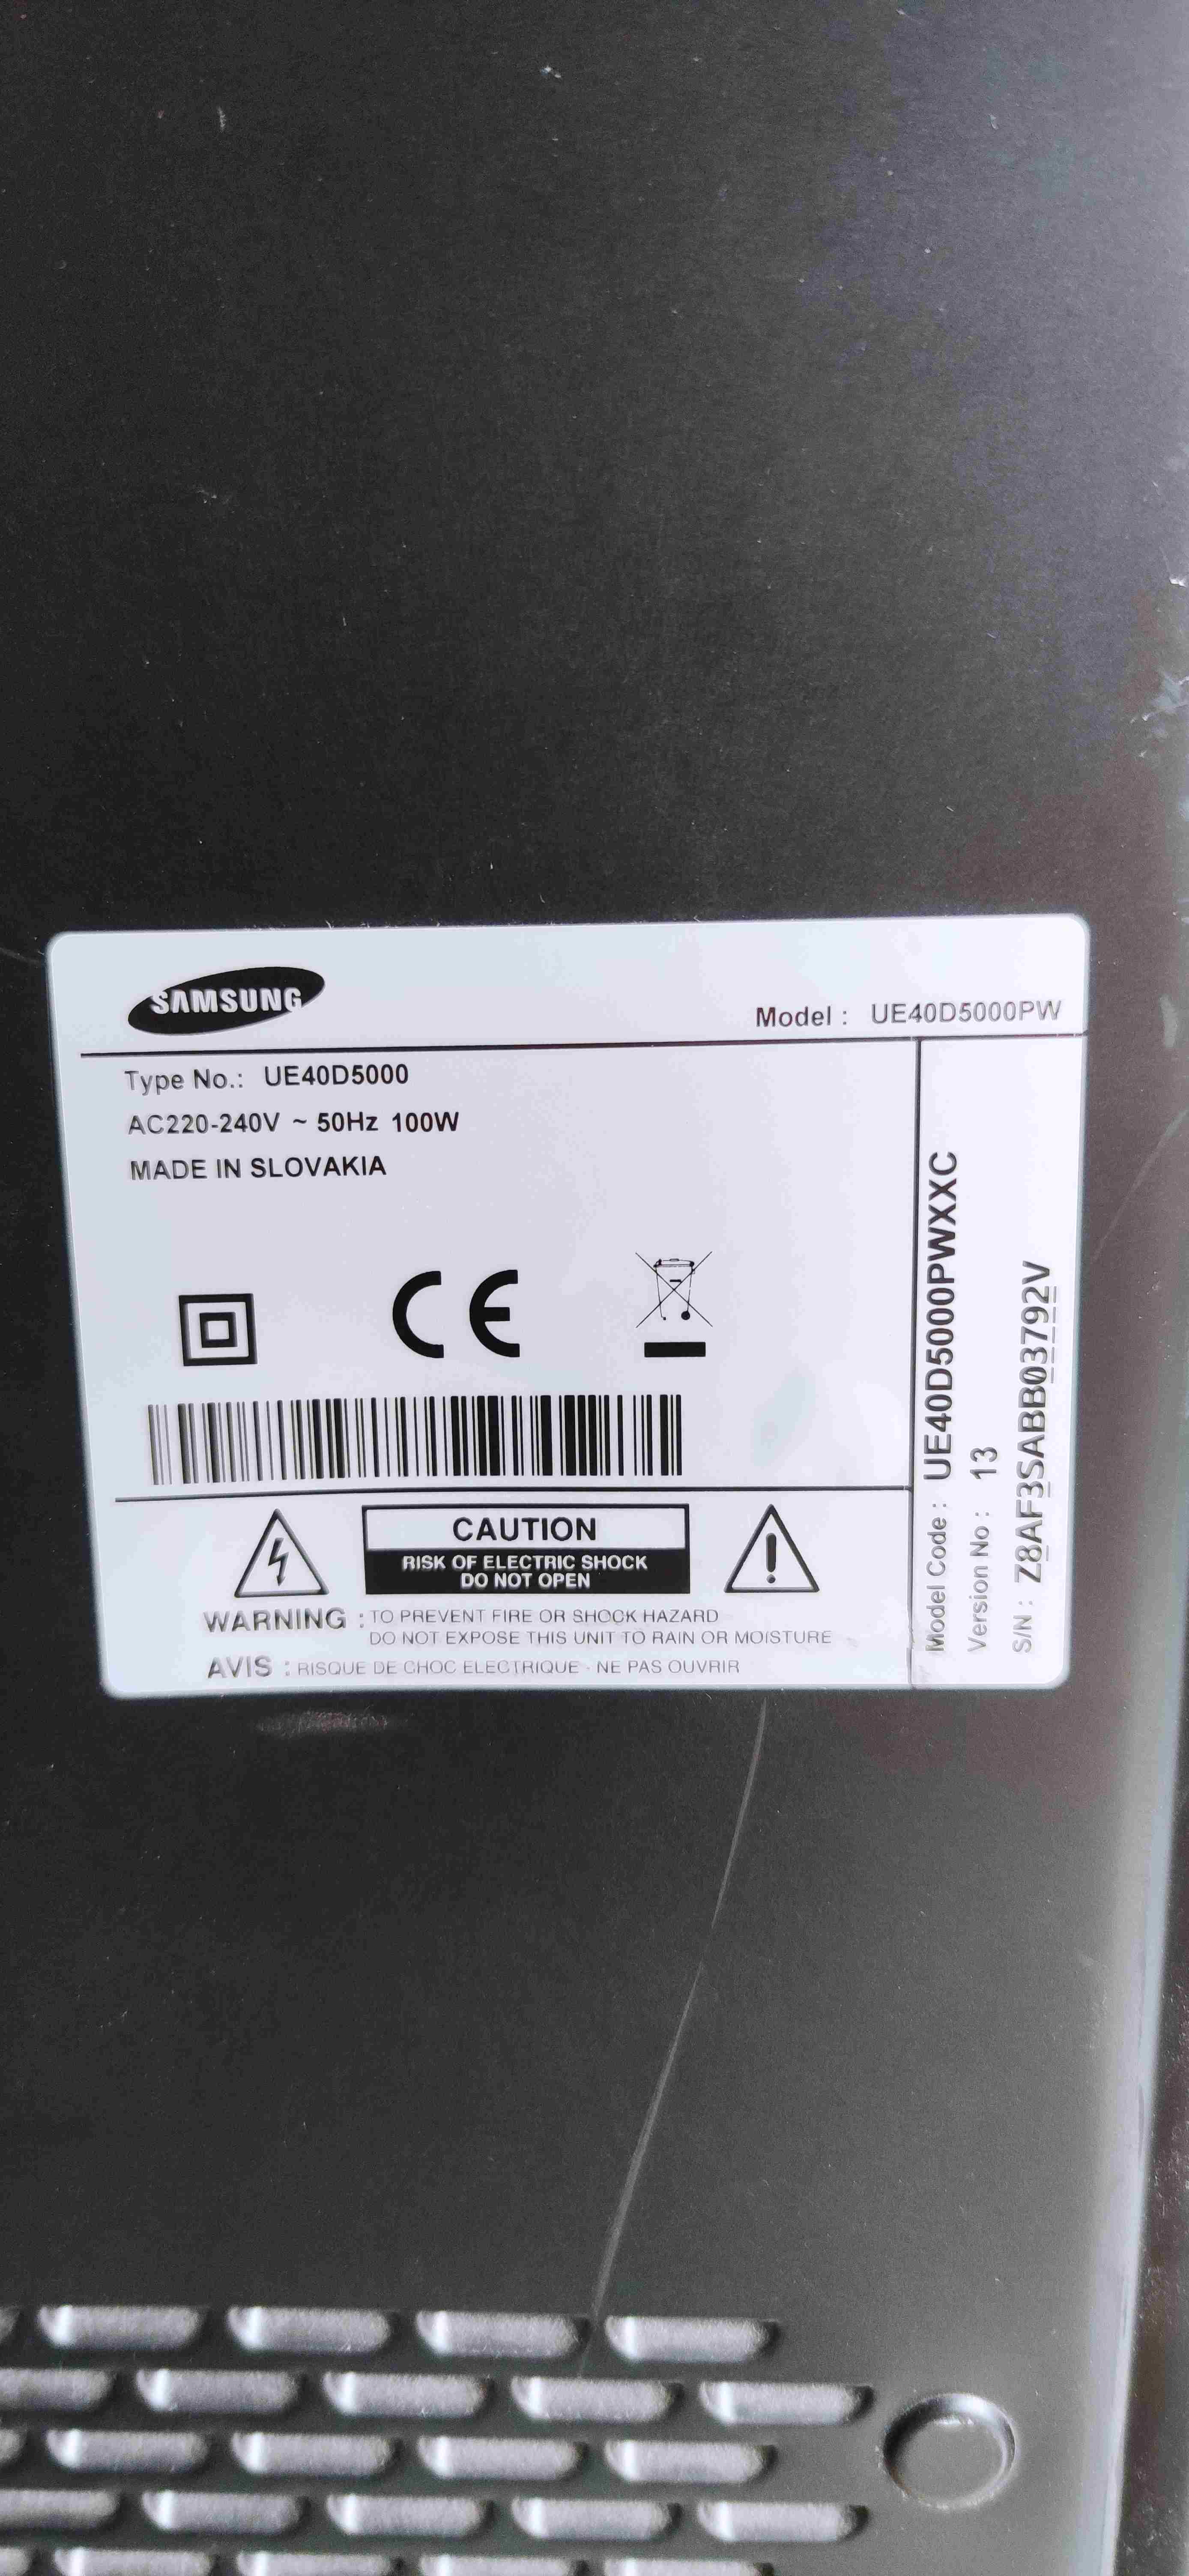 SAMSUNG
Model : UE40D5000PW
Type No.: UE40D5000
AC220-240V ~ 50Hz 100W
MADE IN SLOVAKIA
CE
CAUTION
RISK OF ELECTRIC SHOCK
DO NOT OPEN
WARNING : TO PREVENT FIRE OR SHOCK HAZARD
DO NOT EXPOSE THIS UNIT TO RAIN OR MOISTURE
AVIS : RISQUE DE CHOC ELECTRIQUE · NE PAS OUVRIR
Model Code : UE40D5000PWXXC
Version No : 13
S/N : Z8AF3SABB03792V